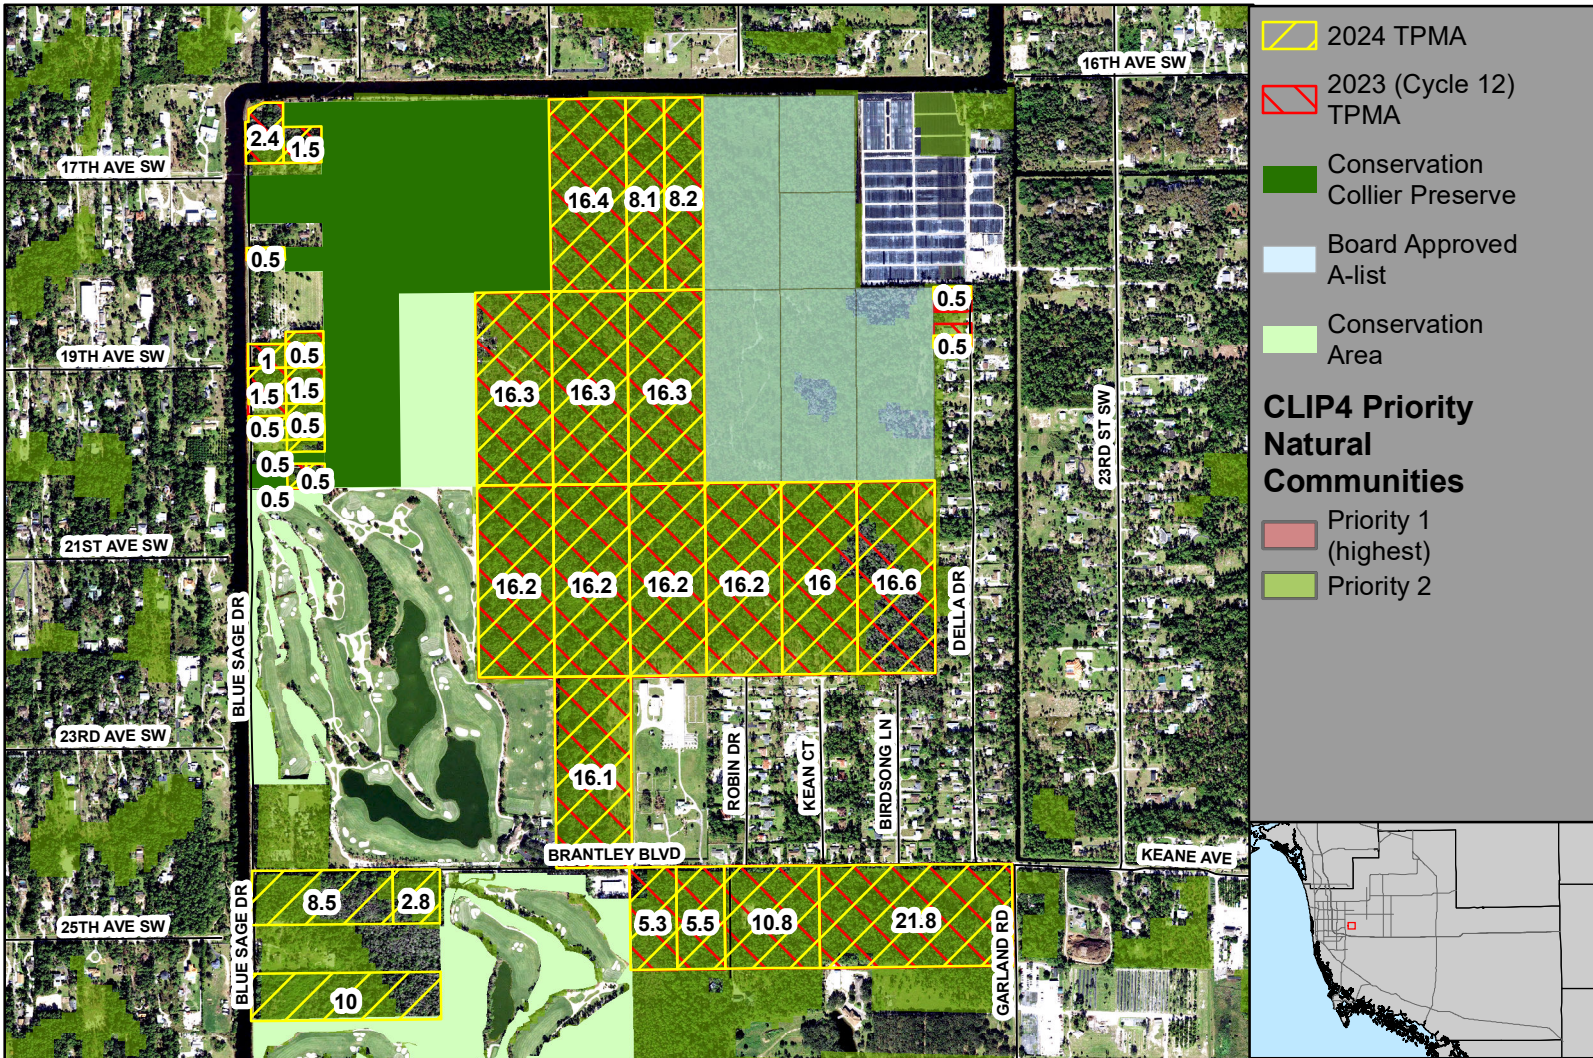 16TH AVE SW
2.4
1.5
17TH AVE SW
16.4
8.1
8.2
0.5
0.5
0.5
19TH AVE SW
1
0.5
1.5
1.5
0.5
0.5
0.5
0.5
0.5
16.3
16.3
16.3
23RD ST SW
21ST AVE SW
16.2
16.2
16.2
16.2
16
16.6
DELLA DR
BLUE SAGE DR
23RD AVE SW
16.1
ROBIN DR
KEAN CT
BIRDSONG LN
BRANTLEY BLVD
KEANE AVE
8.5
2.8
5.3
5.5
10.8
21.8
25TH AVE SW
BLUE SAGE DR
10
GARLAND RD
2024 TPMA
2023 (Cycle 12)
TPMA
Conservation
Collier Preserve
Board Approved
A-list
Conservation
Area
CLIP4 Priority
Natural
Communities
Priority 1
(highest)
Priority 2